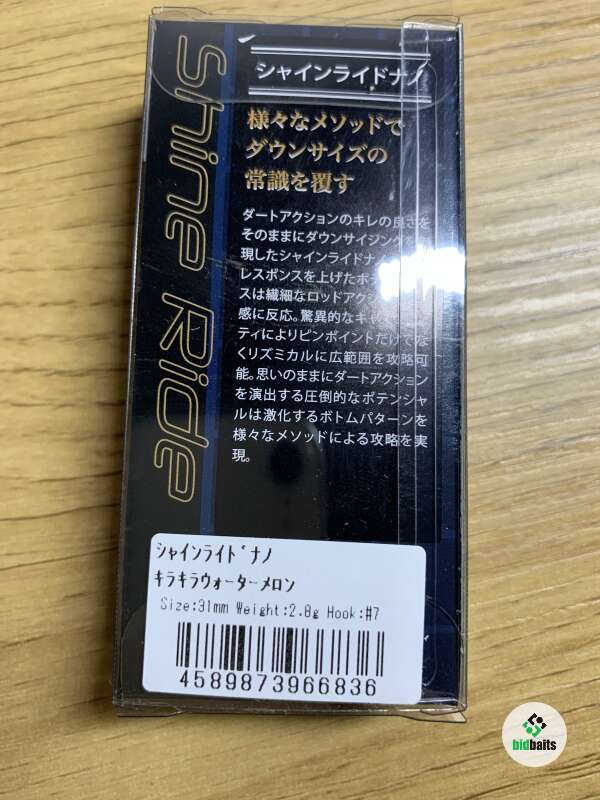 Shine Ride
シャインライドナノ
様々なメソッドで
ダウンサイズの
常識を覆す
ダートアクションのキレの良さを
そのままにダウンサイジングを
現したシャインライドナノ
レスポンスを上げたボ
スは繊細なロッドアク
感に反応。驚異的なキャ
ティによりピンポイントだけでな
くリズミカルに広範囲を攻略可
能。思いのままにダートアクション
を演出する圧倒的なポテンシャ
ルは激化するボトムパターンを
様々なメソッドによる攻略を実
現。
シャインライドナノ
キラキラウォーターメロン
Size:31mm Weight:2.8g Hook:#7
4589873966836
bidbaits